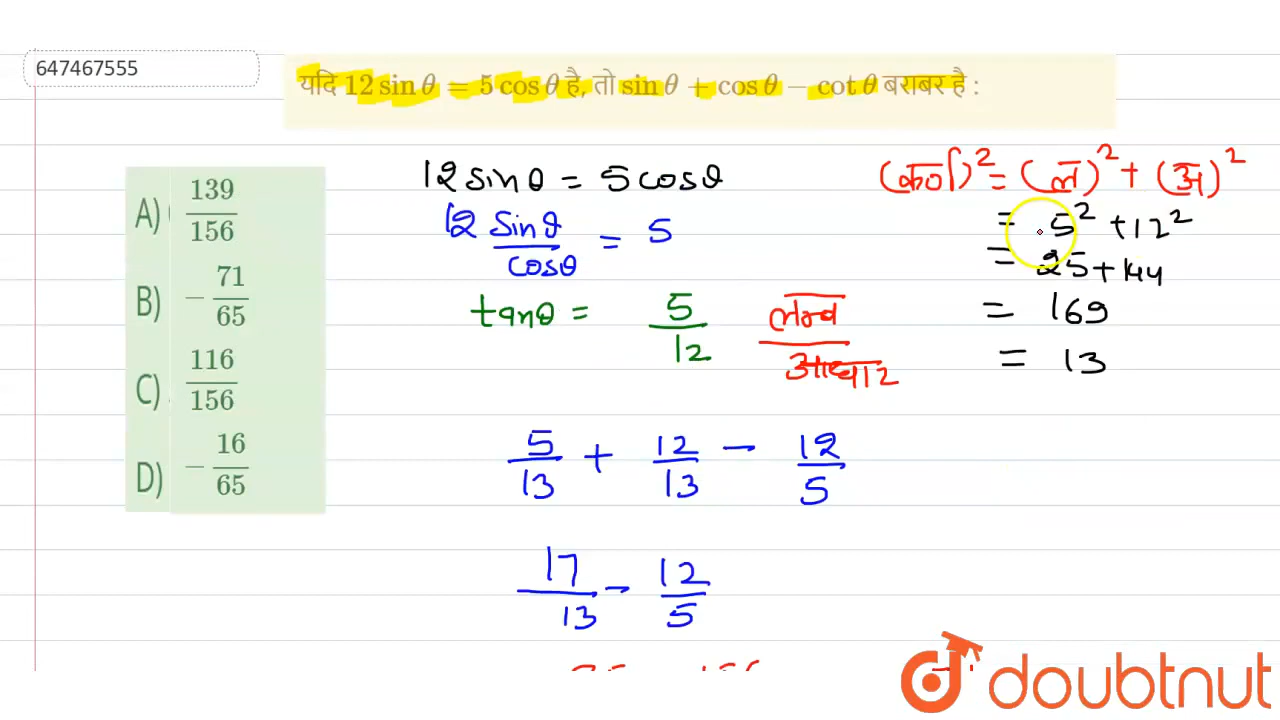 647467555
यदि 12 sin θ = 5 cos θ है, तो sin θ + cos θ − cot θ बराबर है :
A) 139/156
B) − 71/65
C) 116/156
D) − 16/65
12 sinθ = 5 cosθ
12 sinθ/cosθ = 5
tanθ = 5/12 लम्ब/आधार
5/13 + 12/13 − 12/5
17/13 − 12/5
(कर्ण)² = (लं)² + (अ)²
= 5² + 12²
= 25 + 144
= 169
= 13
doubtnut